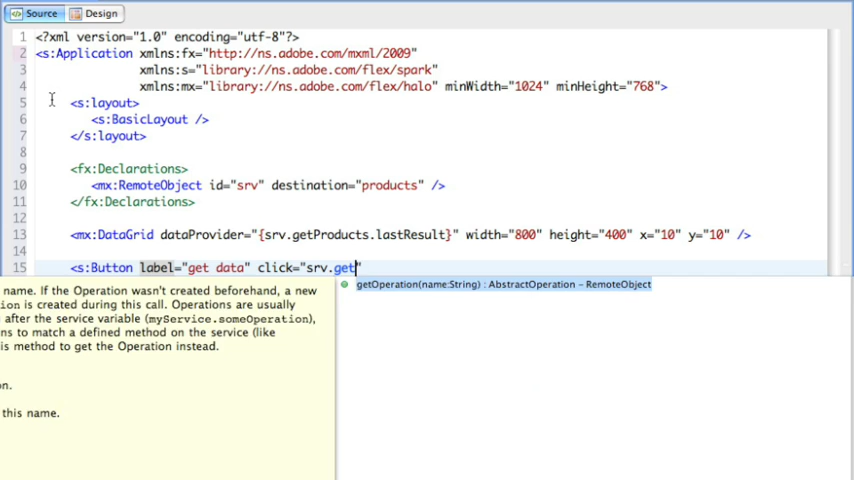 Source Design
1 <?xml version="1.0" encoding="utf-8"?>
2 <s:Application xmlns:fx="http://ns.adobe.com/mxml/2009"
3 xmlns:s="library://ns.adobe.com/flex/spark"
4 xmlns:mx="library://ns.adobe.com/flex/halo" minWidth="1024" minHeight="768">
5 <s:layout>
6 <s:BasicLayout />
7 </s:layout>
8
9 <fx:Declarations>
10 <mx:RemoteObject id="srv" destination="products" />
11 </fx:Declarations>
12
13 <mx:DataGrid dataProvider="{srv.getProducts.lastResult}" width="800" height="400" x="10" y="10" />
14
15 <s:Button label="get data" click="srv.get"
getOperation(name:String) : AbstractOperation – RemoteObject
name. If the Operation wasn't created beforehand, a new
ion is created during this call. Operations are usually
after the service variable (myService.someOperation),
ns to match a defined method on the service (like
is method to get the Operation instead.
on.
this name.